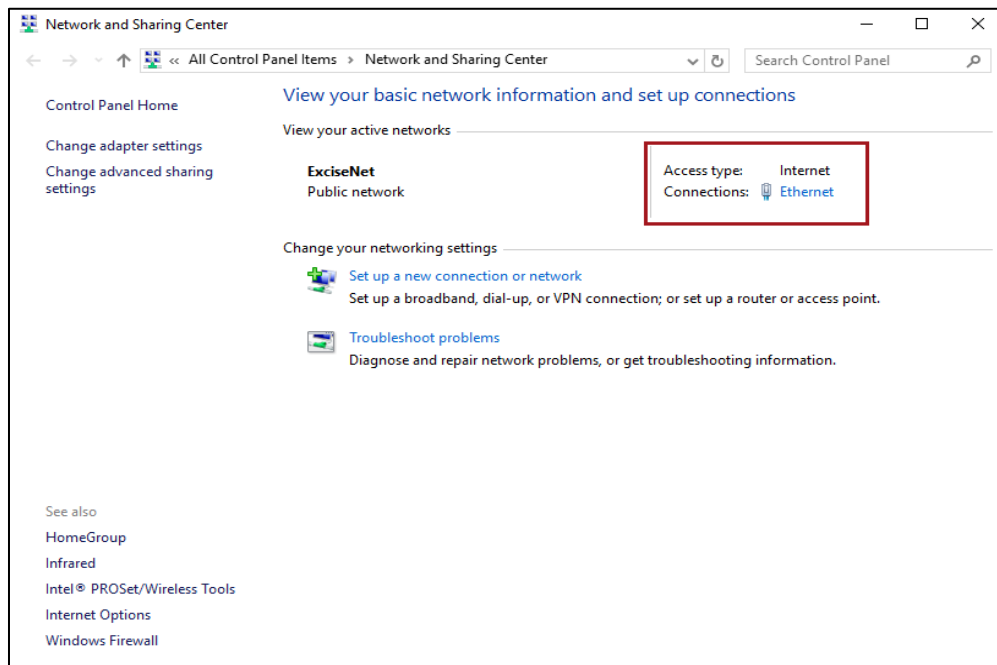 Network and Sharing Center
« All Control Panel Items › Network and Sharing Center
Search Control Panel
Control Panel Home
Change adapter settings
Change advanced sharing
settings
View your basic network information and set up connections
View your active networks
ExciseNet
Public network
Access type: Internet
Connections: Ethernet
Change your networking settings
Set up a new connection or network
Set up a broadband, dial-up, or VPN connection; or set up a router or access point.
Troubleshoot problems
Diagnose and repair network problems, or get troubleshooting information.
See also
HomeGroup
Infrared
Intel® PROSet/Wireless Tools
Internet Options
Windows Firewall